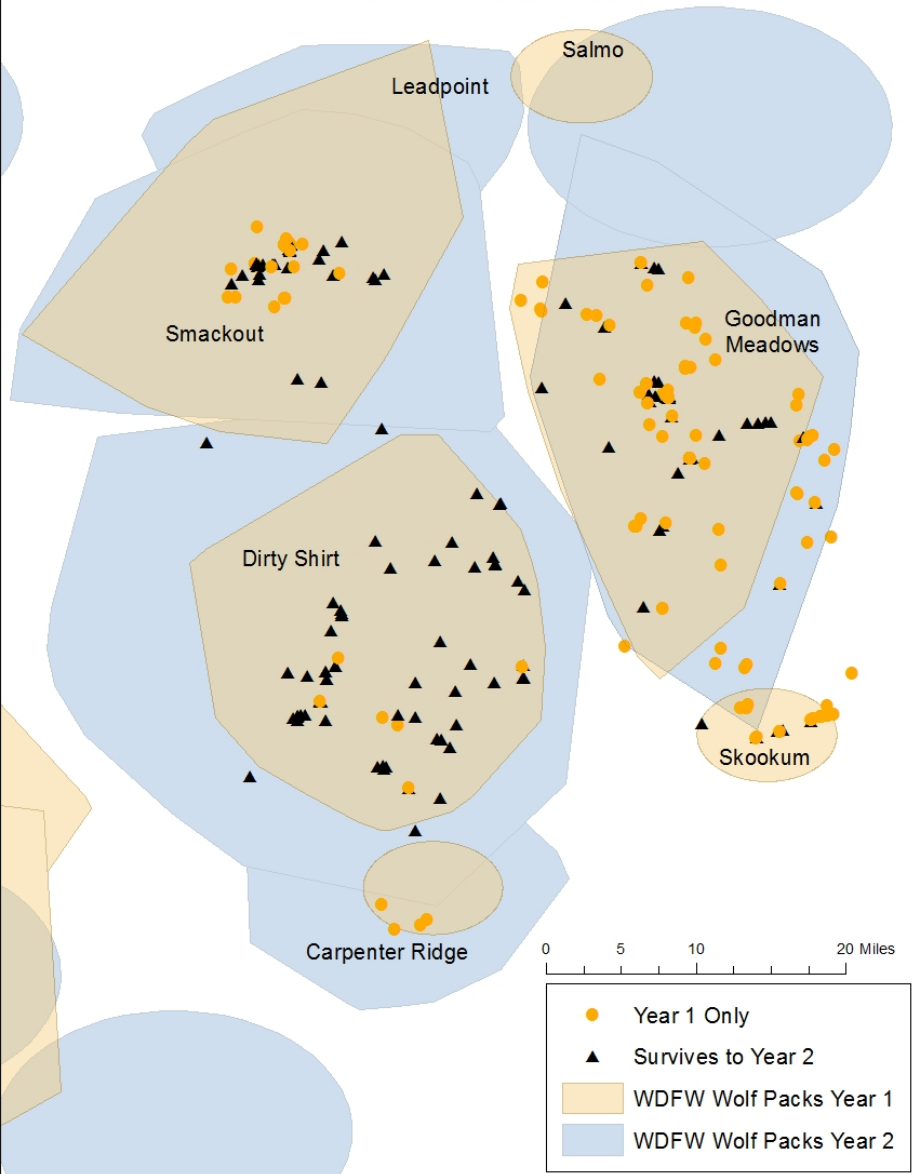 Salmo
Leadpoint
Smackout
Goodman
Meadows
Dirty Shirt
Skookum
Carpenter Ridge
0 5 10 20 Miles
Year 1 Only
Survives to Year 2
WDFW Wolf Packs Year 1
WDFW Wolf Packs Year 2